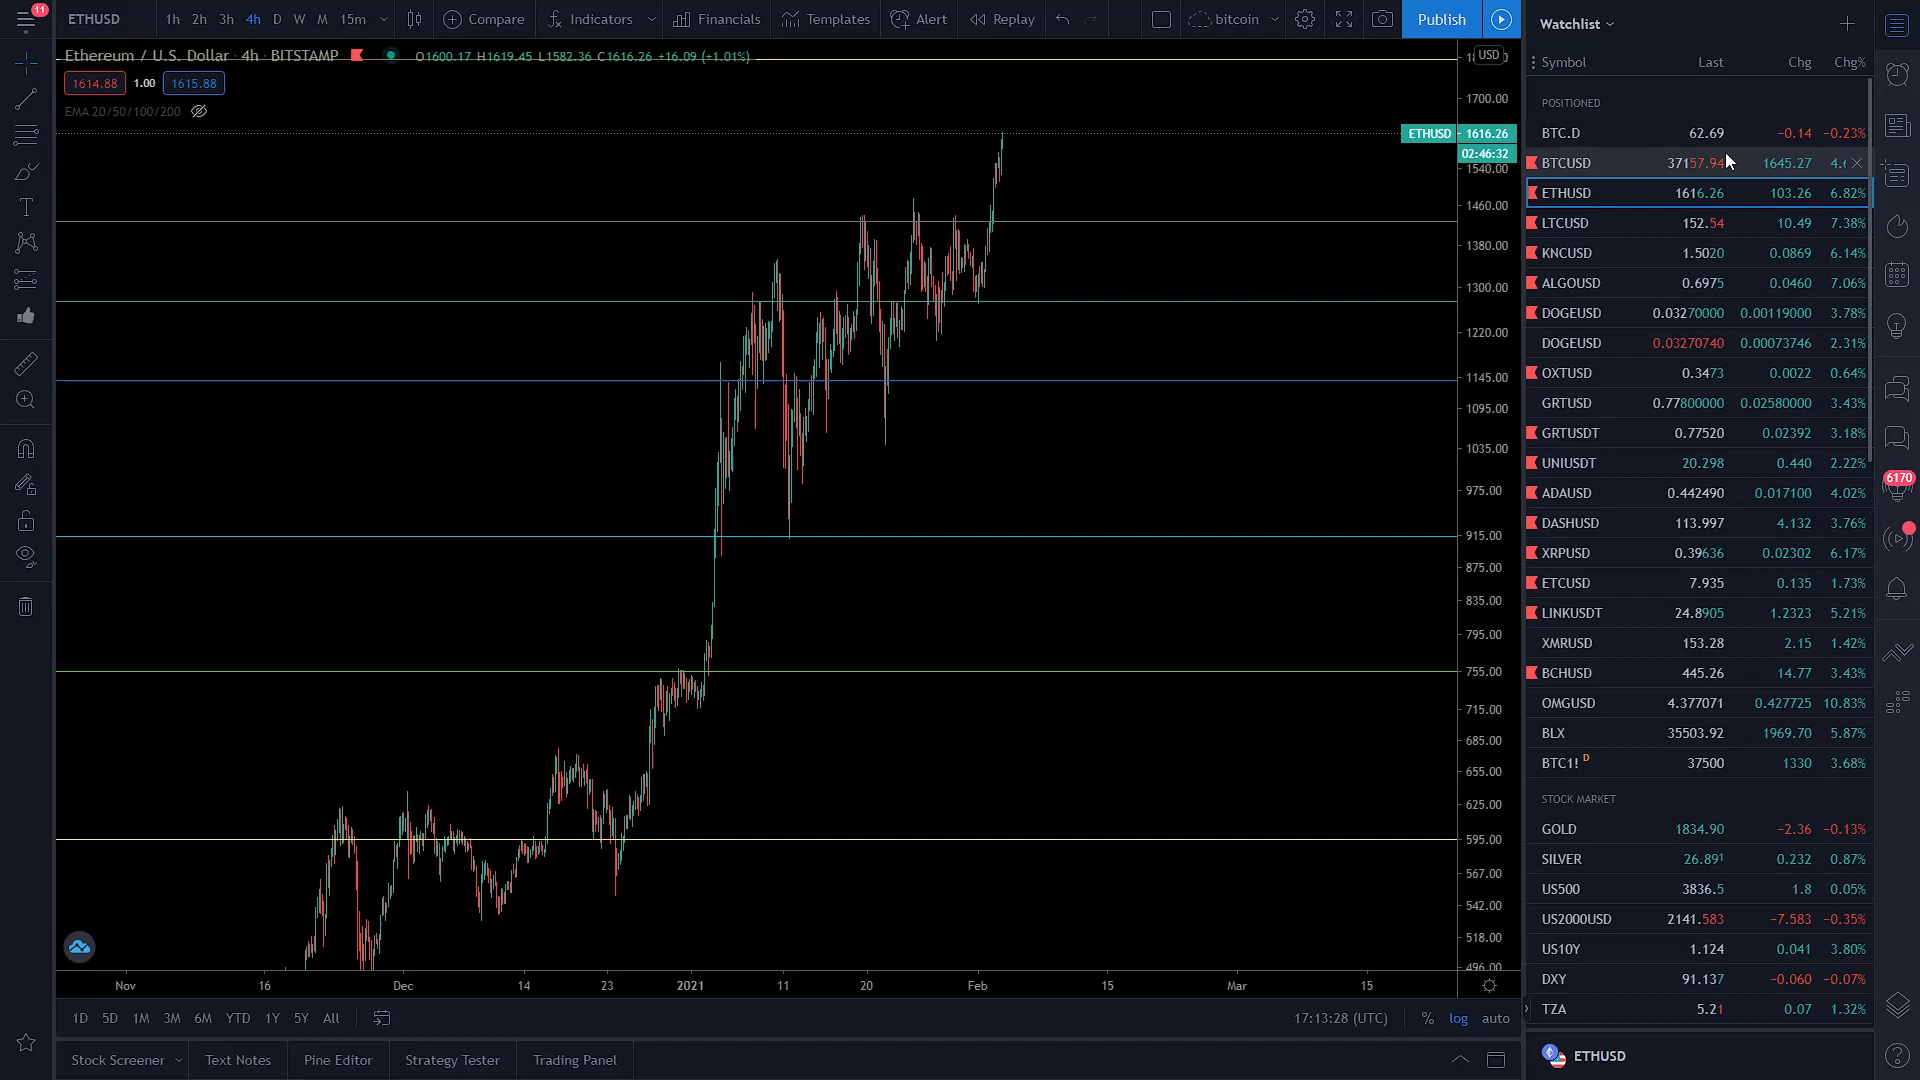 11
ETHUSD 1h 2h 3h 4h D W M 15m Compare Indicators Financials Templates Alert Replay bitcoin Publish
Ethereum / U.S. Dollar · 4h · BITSTAMP O1600.17 H1619.45 L1582.36 C1616.26 +16.09 (+1.01%)
1614.88 1.00 1615.88
EMA 20/50/100/200
USD
1700.00
ETHUSD 1616.26
02:46:32
1540.00
1460.00
1380.00
1300.00
1220.00
1145.00
1095.00
1035.00
975.00
915.00
875.00
835.00
795.00
755.00
715.00
685.00
655.00
625.00
595.00
567.00
542.00
518.00
496.00
Nov 16 Dec 14 23 2021 11 20 Feb 15 Mar 15
1D 5D 1M 3M 6M YTD 1Y 5Y All 17:13:28 (UTC) % log auto
Stock Screener Text Notes Pine Editor Strategy Tester Trading Panel
Watchlist
Symbol Last Chg Chg%
POSITIONED
BTC.D 62.69 −0.14 −0.23%
BTCUSD 37157.94 1645.27
ETHUSD 1616.26 103.26 6.82%
LTCUSD 152.54 10.49 7.38%
KNCUSD 1.5020 0.0869 6.14%
ALGOUSD 0.6975 0.0460 7.06%
DOGEUSD 0.03270000 0.00119000 3.78%
DOGEUSD 0.03270740 0.00073746 2.31%
OXTUSD 0.3473 0.0022 0.64%
GRTUSD 0.77800000 0.02580000 3.43%
GRTUSDT 0.77520 0.02392 3.18%
UNIUSDT 20.298 0.440 2.22%
ADAUSD 0.442490 0.017100 4.02%
DASHUSD 113.997 4.132 3.76%
XRPUSD 0.39636 0.02302 6.17%
ETCUSD 7.935 0.135 1.73%
LINKUSDT 24.8905 1.2323 5.21%
XMRUSD 153.28 2.15 1.42%
BCHUSD 445.26 14.77 3.43%
OMGUSD 4.377071 0.427725 10.83%
BLX 35503.92 1969.70 5.87%
BTC1! D 37500 1330 3.68%
STOCK MARKET
GOLD 1834.90 −2.36 −0.13%
SILVER 26.891 0.232 0.87%
US500 3836.5 1.8 0.05%
US2000USD 2141.583 −7.583 −0.35%
US10Y 1.124 0.041 3.80%
DXY 91.137 −0.060 −0.07%
TZA 5.21 0.07 1.32%
ETHUSD
6170